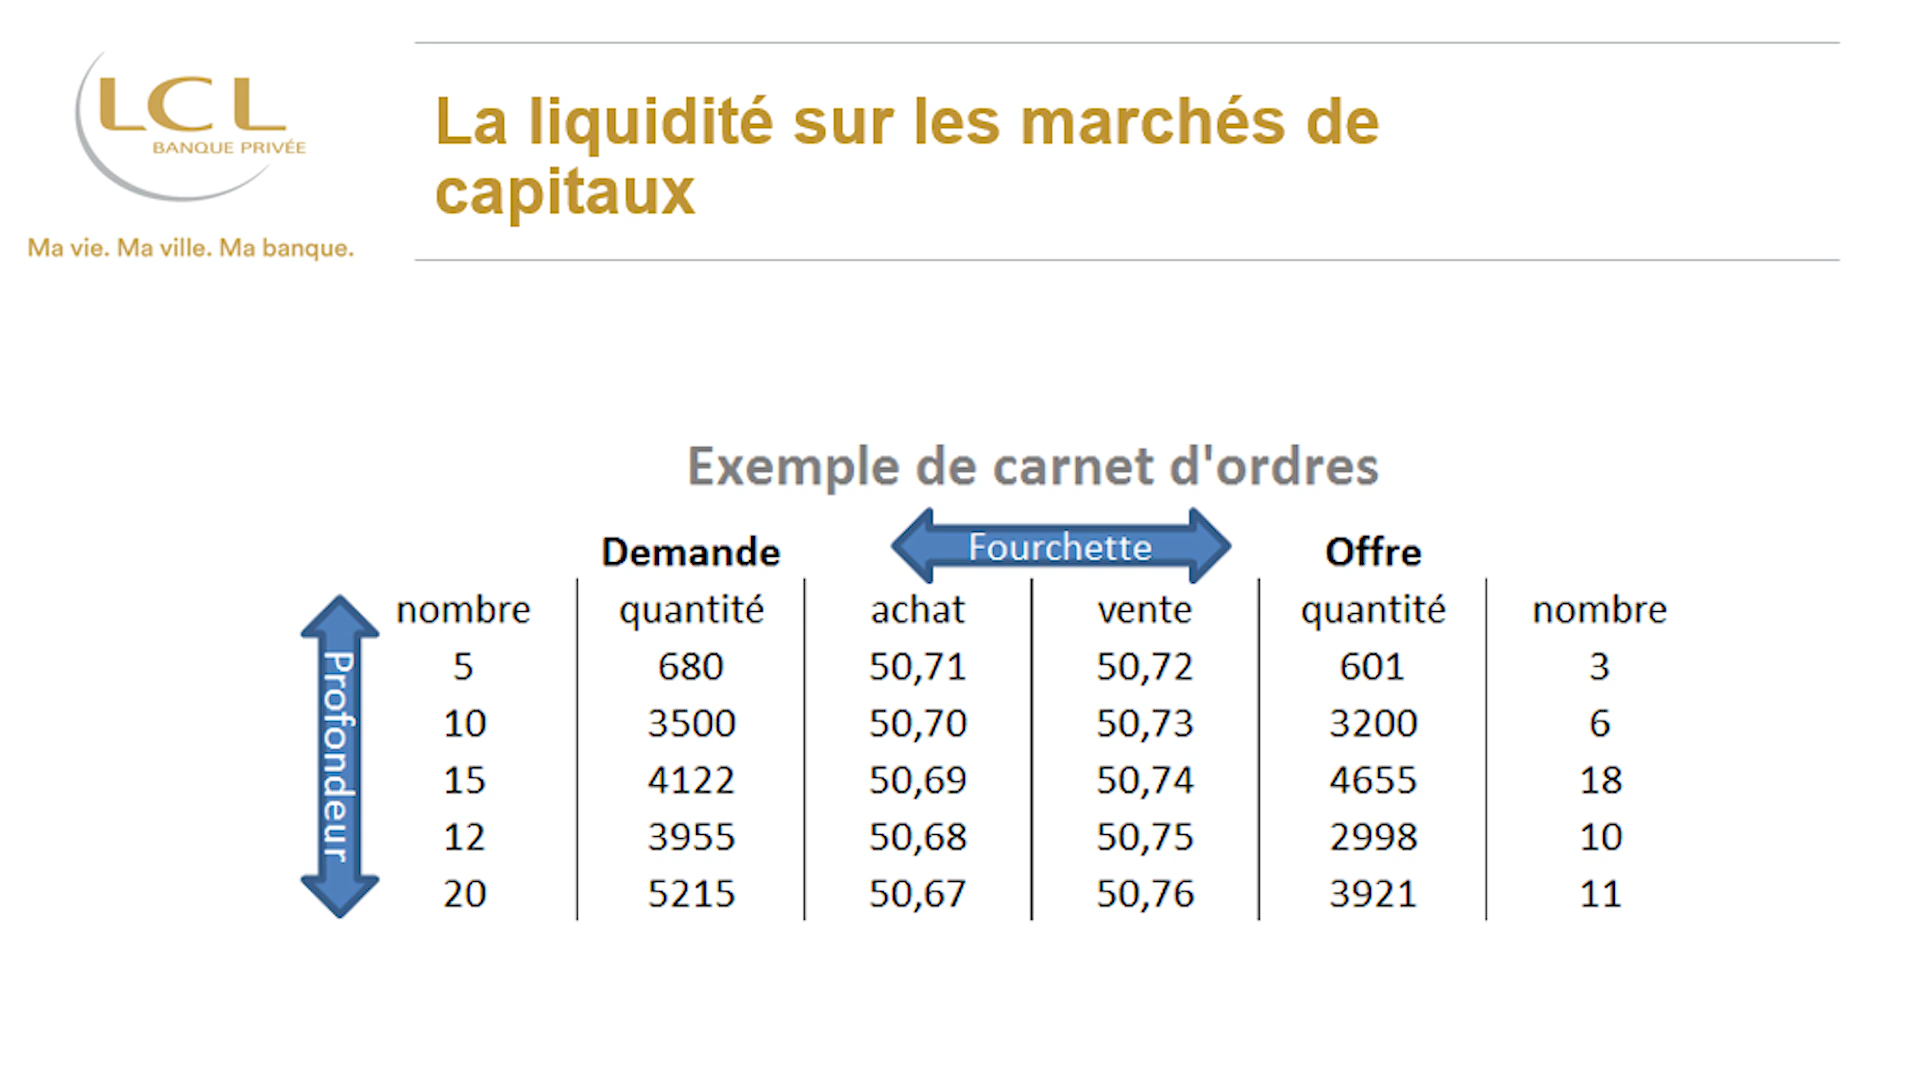 LCL
BANQUE PRIVÉE
Ma vie. Ma ville. Ma banque.
La liquidité sur les marchés de
capitaux
Exemple de carnet d'ordres
Demande Fourchette Offre
Profondeur
nombre quantité achat vente quantité nombre
5 680 50,71 50,72 601 3
10 3500 50,70 50,73 3200 6
15 4122 50,69 50,74 4655 18
12 3955 50,68 50,75 2998 10
20 5215 50,67 50,76 3921 11